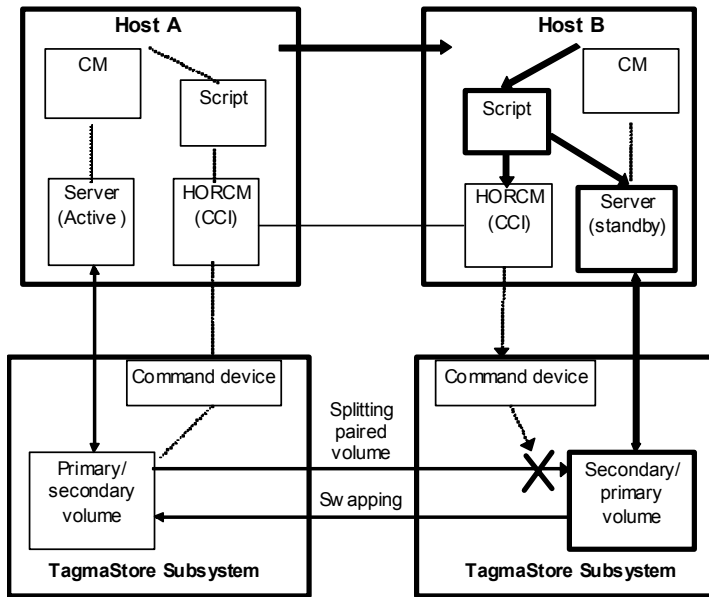 Host A
CM
Script
Server
(Active)
HORCM
(CCI)
Host B
CM
Script
HORCM
(CCI)
Server
(standby)
Command device
Primary/
secondary
volume
TagmaStore Subsystem
Splitting
paired
volume
Swapping
Command device
Secondary/
primary
volume
TagmaStore Subsystem